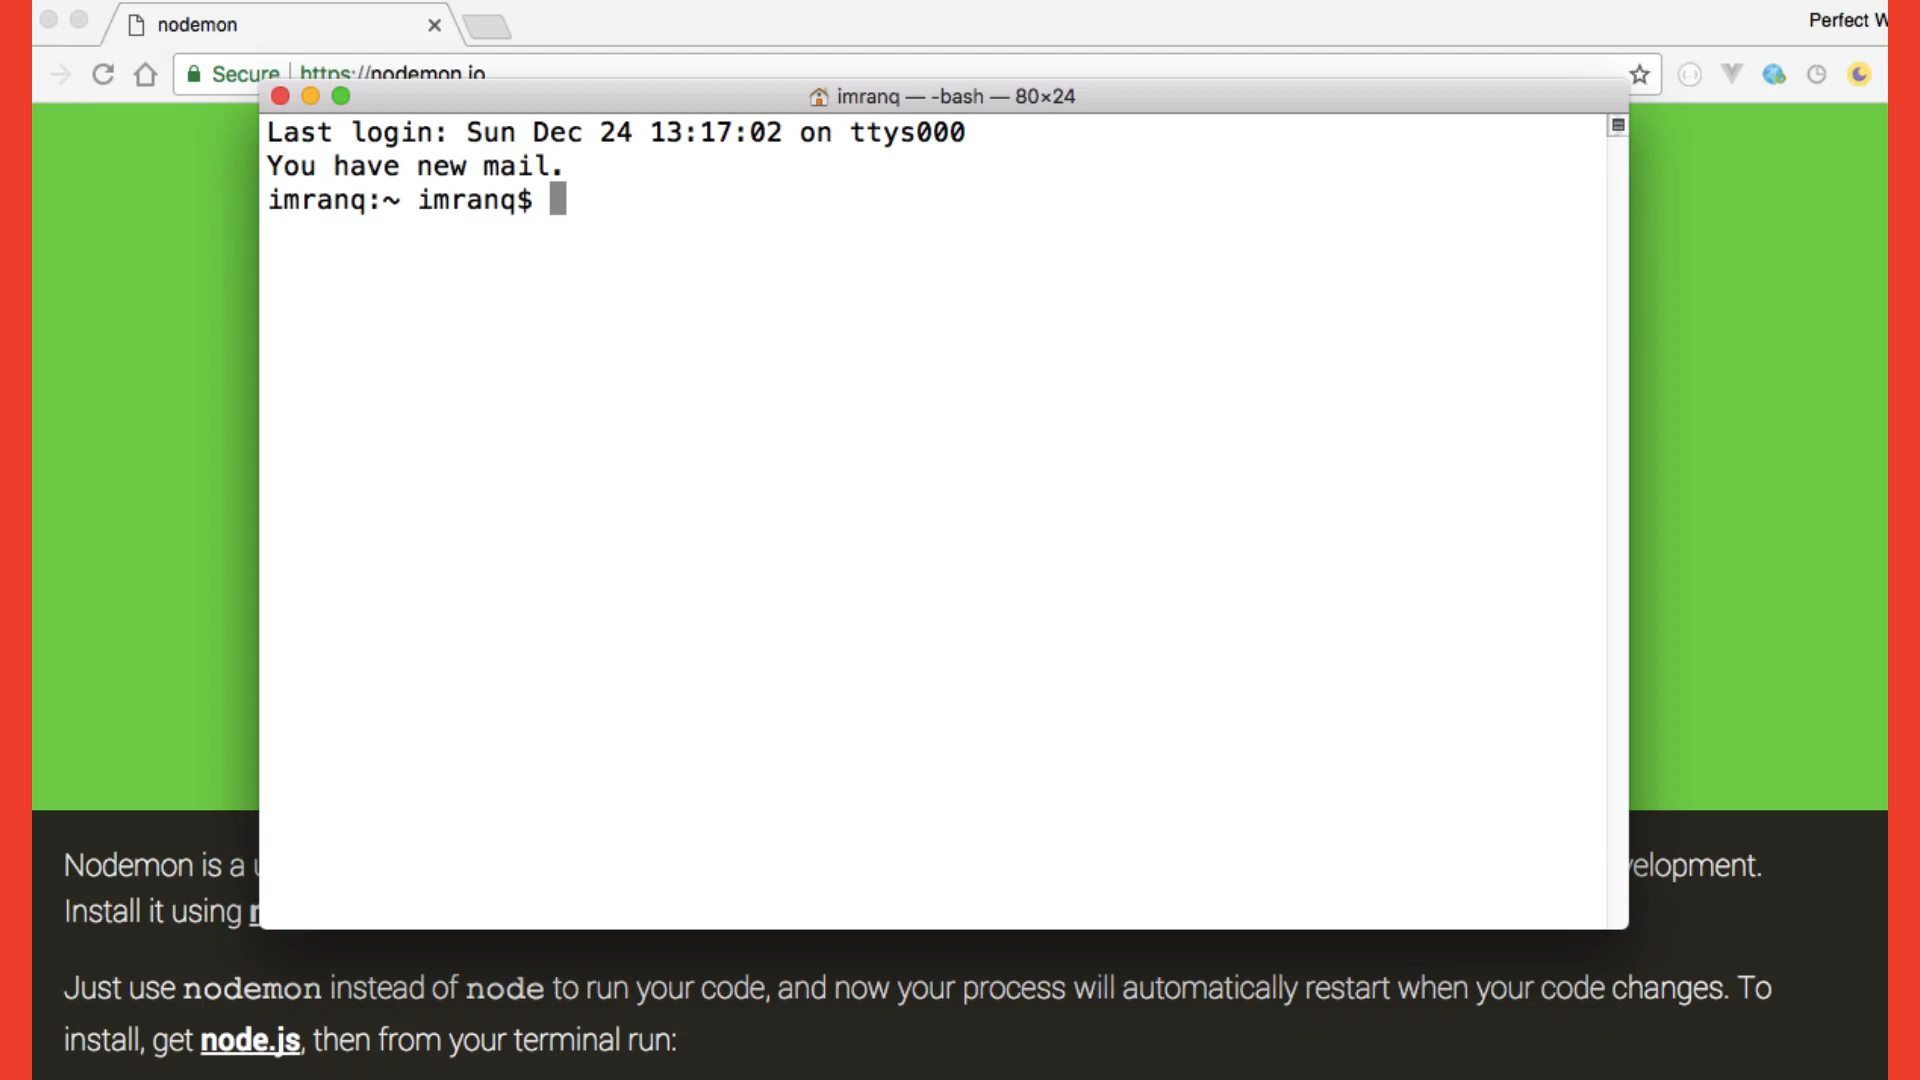 nodemon
Perfect W
Secure https://nodemon.io
imranq — -bash — 80×24
Last login: Sun Dec 24 13:17:02 on ttys000
You have new mail.
imranq:~ imranq$
Nodemon is a
velopment.
Install it using
Just use nodemon instead of node to run your code, and now your process will automatically restart when your code changes. To
install, get node.js, then from your terminal run: